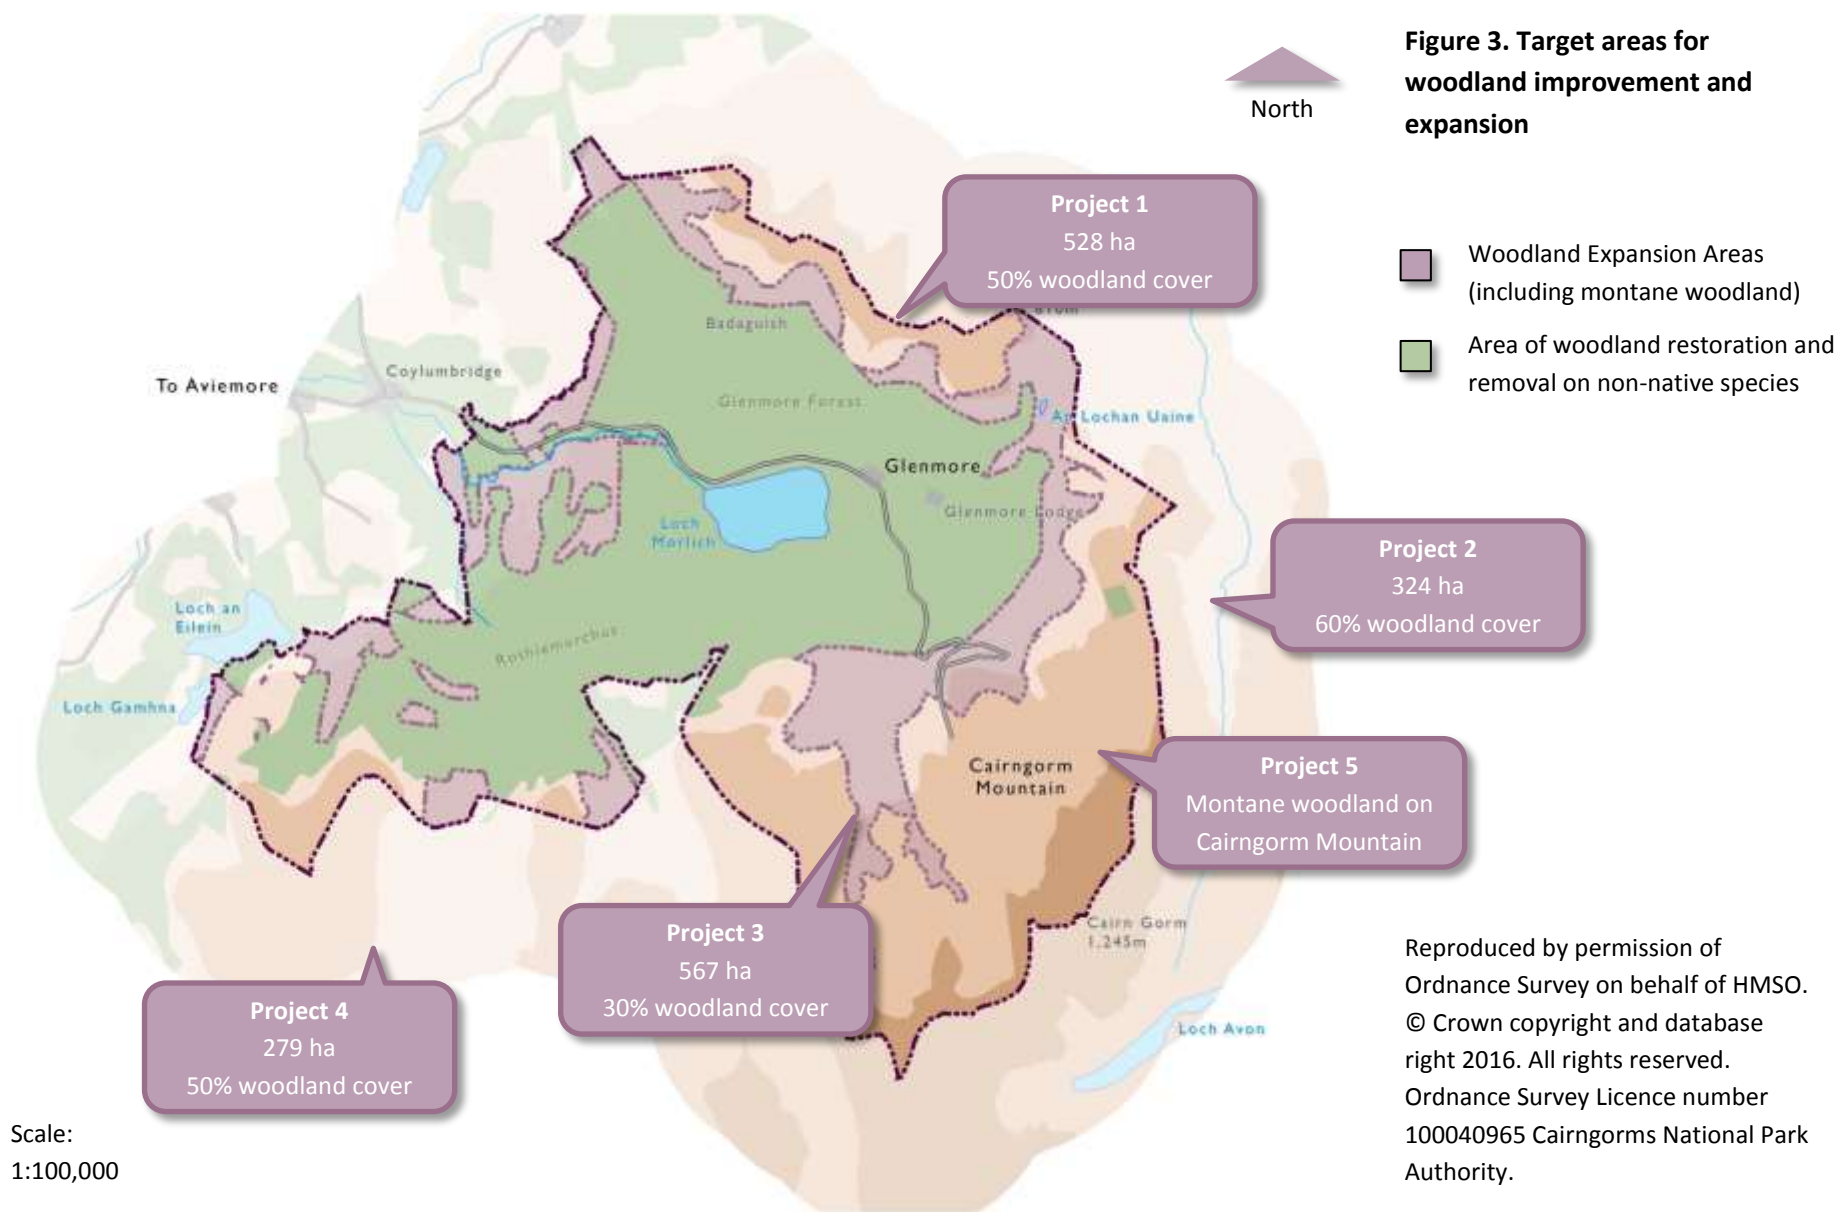 Figure 3. Target areas for
woodland improvement and
expansion
North
Project 1
528 ha
50% woodland cover
Woodland Expansion Areas
(including montane woodland)
Area of woodland restoration and
removal on non-native species
Badaguish
Coylumbridge
To Aviemore
Glenmore Forest
Lochan Uaine
Glenmore
Glenmore Lodge
Loch
Morlich
Project 2
324 ha
60% woodland cover
Loch an
Eilein
Rothiemurchus
Loch Gamhna
Cairngorm
Mountain
Project 5
Montane woodland on
Cairngorm Mountain
Cairn Gorm
1,245m
Project 3
567 ha
30% woodland cover
Project 4
279 ha
50% woodland cover
Loch Avon
Scale:
1:100,000
Reproduced by permission of
Ordnance Survey on behalf of HMSO.
© Crown copyright and database
right 2016. All rights reserved.
Ordnance Survey Licence number
100040965 Cairngorms National Park
Authority.